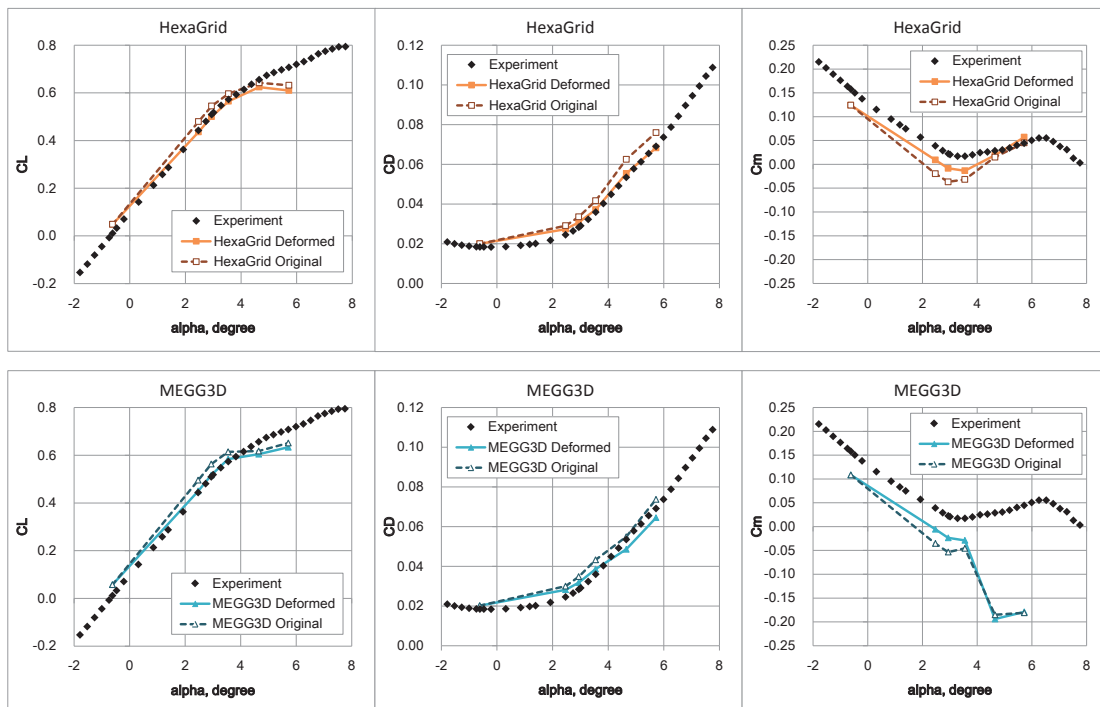 HexaGrid
0.8
0.6
0.4
0.2
0.0
-0.2
CL
Experiment
HexaGrid Deformed
HexaGrid Original
-2 0 2 4 6 8
alpha, degree
HexaGrid
0.12
0.10
0.08
0.06
0.04
0.02
0.00
CD
Experiment
HexaGrid Deformed
HexaGrid Original
-2 0 2 4 6 8
alpha, degree
HexaGrid
0.25
0.20
0.15
0.10
0.05
0.00
-0.05
-0.10
-0.15
-0.20
-0.25
Cm
Experiment
HexaGrid Deformed
HexaGrid Original
-2 0 2 4 6 8
alpha, degree
MEGG3D
0.8
0.6
0.4
0.2
0.0
-0.2
CL
Experiment
MEGG3D Deformed
MEGG3D Original
-2 0 2 4 6 8
alpha, degree
MEGG3D
0.12
0.10
0.08
0.06
0.04
0.02
0.00
CD
Experiment
MEGG3D Deformed
MEGG3D Original
-2 0 2 4 6 8
alpha, degree
MEGG3D
0.25
0.20
0.15
0.10
0.05
0.00
-0.05
-0.10
-0.15
-0.20
-0.25
Cm
Experiment
MEGG3D Deformed
MEGG3D Original
-2 0 2 4 6 8
alpha, degree